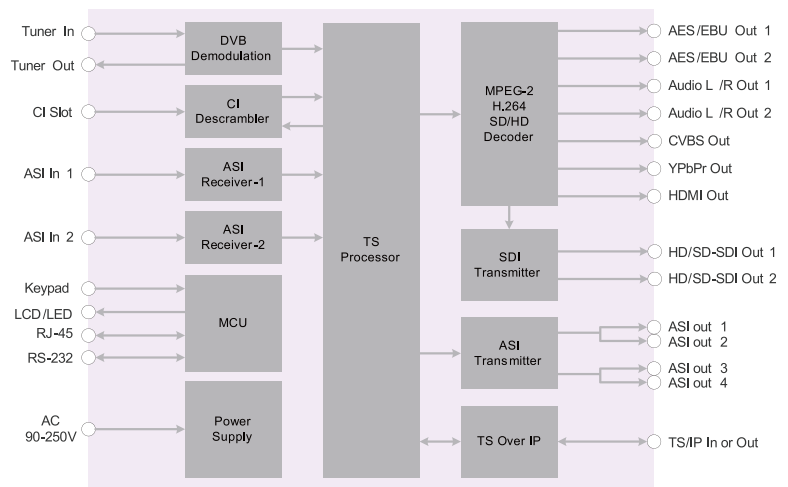 Tuner In
Tuner Out
CI Slot
ASI In 1
ASI In 2
Keypad
LCD/LED
RJ-45
RS-232
AC
90-250V
DVB
Demodulation
CI
Descrambler
ASI
Receiver-1
ASI
Receiver-2
MCU
Power
Supply
TS
Processor
MPEG-2
H.264
SD/HD
Decoder
SDI
Transmitter
ASI
Transmitter
TS Over IP
AES/EBU Out 1
AES/EBU Out 2
Audio L /R Out 1
Audio L /R Out 2
CVBS Out
YPbPr Out
HDMI Out
HD/SD-SDI Out 1
HD/SD-SDI Out 2
ASI out 1
ASI out 2
ASI out 3
ASI out 4
TS/IP In or Out